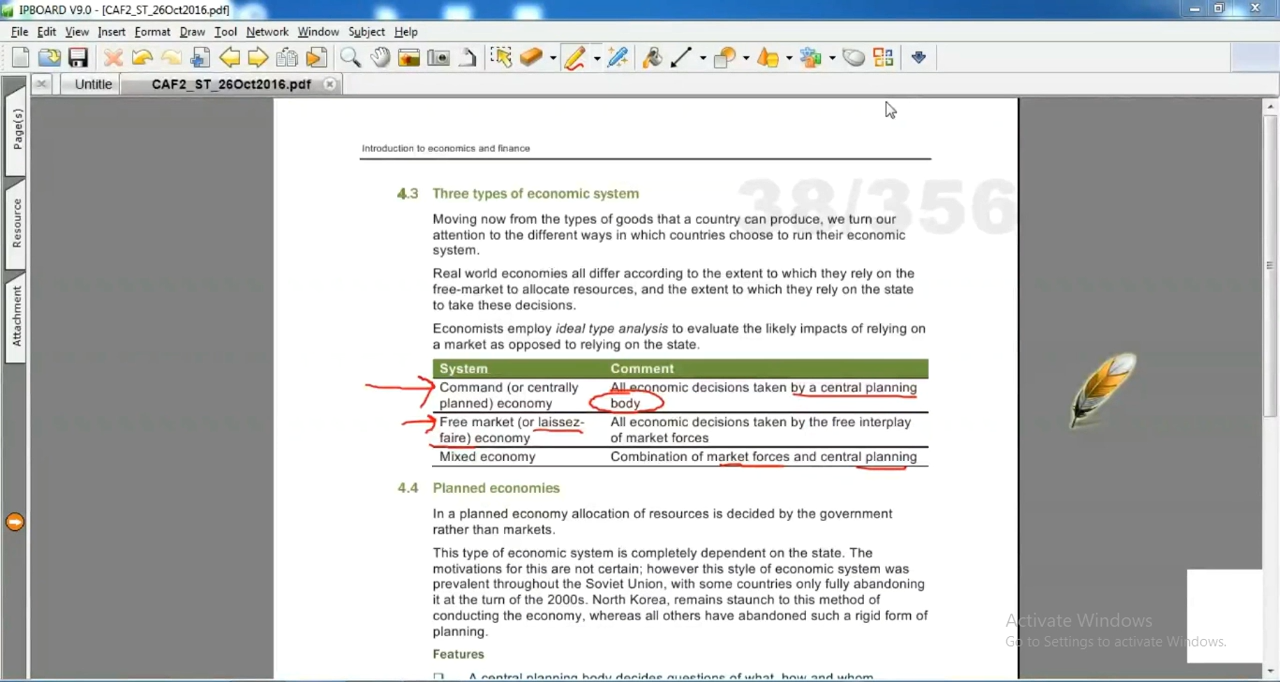 IPBOARD V9.0 - [CAF2_ST_26Oct2016.pdf]
File Edit View Insert Format Draw Tool Network Window Subject Help
Untitle CAF2_ST_26Oct2016.pdf
Page(s)
Resource
Attachment
38/356
Introduction to economics and finance
4.3 Three types of economic system
Moving now from the types of goods that a country can produce, we turn our
attention to the different ways in which countries choose to run their economic
system.
Real world economies all differ according to the extent to which they rely on the
free-market to allocate resources, and the extent to which they rely on the state
to take these decisions.
Economists employ ideal type analysis to evaluate the likely impacts of relying on
a market as opposed to relying on the state.
System Comment
Command (or centrally All economic decisions taken by a central planning
planned) economy body
Free market (or laissez- All economic decisions taken by the free interplay
faire) economy of market forces
Mixed economy Combination of market forces and central planning
4.4 Planned economies
In a planned economy allocation of resources is decided by the government
rather than markets.
This type of economic system is completely dependent on the state. The
motivations for this are not certain; however this style of economic system was
prevalent throughout the Soviet Union, with some countries only fully abandoning
it at the turn of the 2000s. North Korea, remains staunch to this method of
conducting the economy, whereas all others have abandoned such a rigid form of
planning.
Features
A central planning body decides questions of what, how and whom
Activate Windows
Go to Settings to activate Windows.